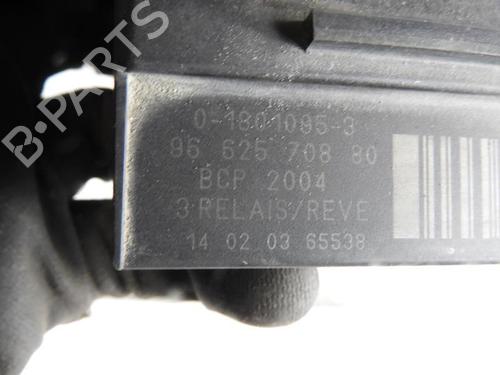 B-PARTS
0-1801095-3
96 625 708 80
BCP 2004
3 RELAIS/REVE
14 02 03 65538